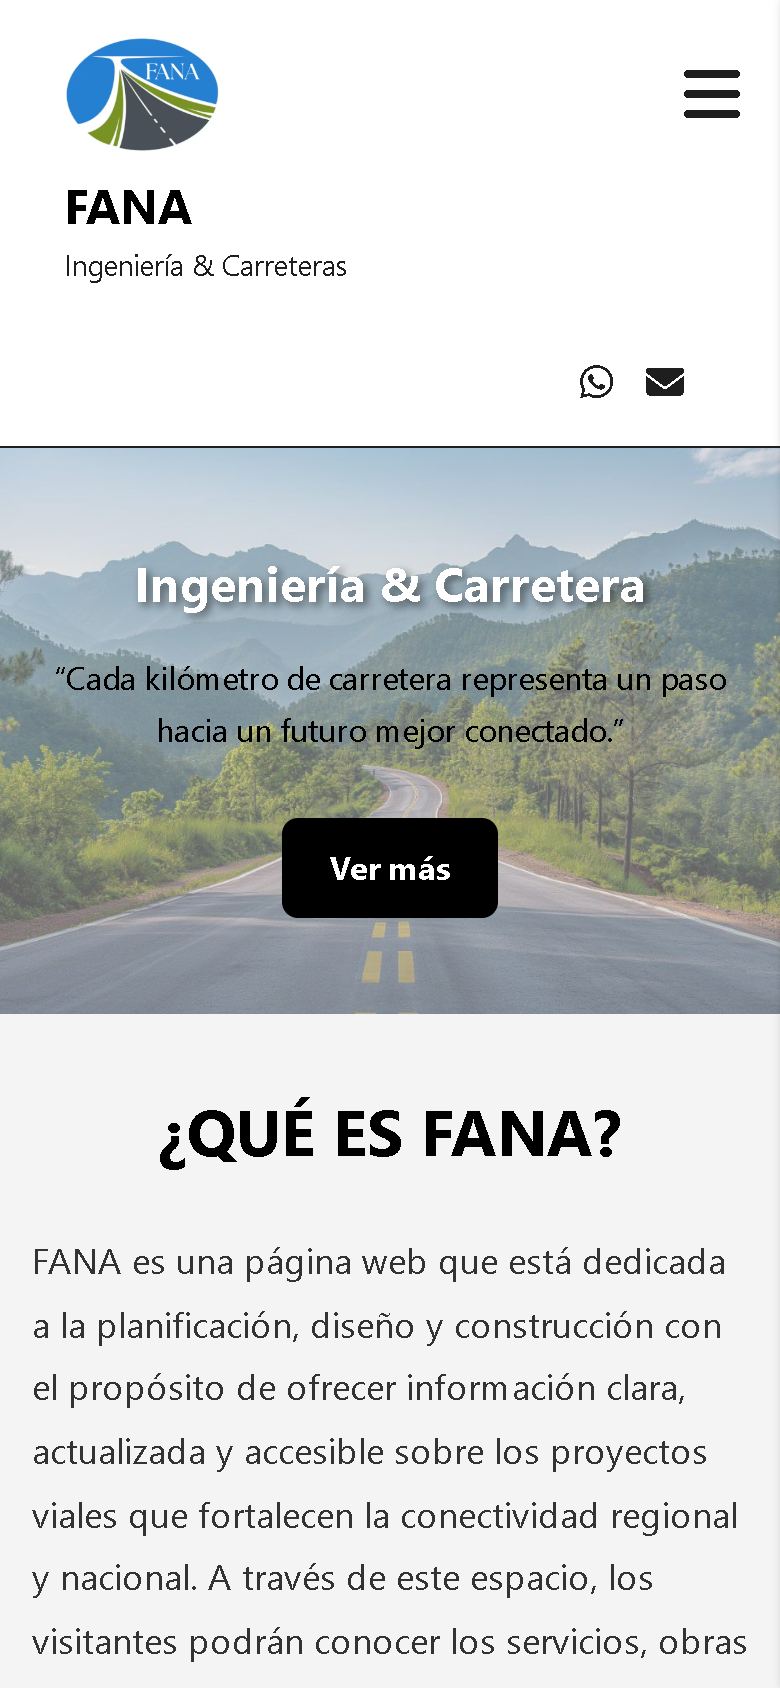 FANA
FANA
Ingeniería & Carreteras
Ingeniería & Carretera
“Cada kilómetro de carretera representa un paso
hacia un futuro mejor conectado.”
Ver más
¿QUÉ ES FANA?
FANA es una página web que está dedicada
a la planificación, diseño y construcción con
el propósito de ofrecer información clara,
actualizada y accesible sobre los proyectos
viales que fortalecen la conectividad regional
y nacional. A través de este espacio, los
visitantes podrán conocer los servicios, obras